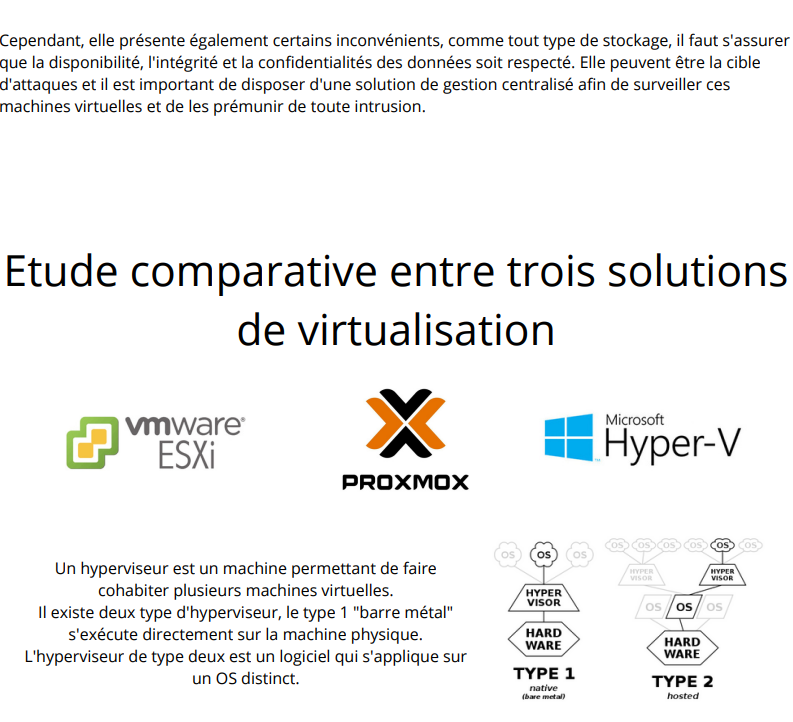 Cependant, elle présente également certains inconvénients, comme tout type de stockage, il faut s'assurer
que la disponibilité, l'intégrité et la confidentialités des données soit respecté. Elle peuvent être la cible
d'attaques et il est important de disposer d'une solution de gestion centralisé afin de surveiller ces
machines virtuelles et de les prémunir de toute intrusion.
Etude comparative entre trois solutions
de virtualisation
vmware®
ESXi
PROXMOX
Microsoft
Hyper-V
Un hyperviseur est un machine permettant de faire
cohabiter plusieurs machines virtuelles.
Il existe deux type d'hyperviseur, le type 1 "barre métal"
s'exécute directement sur la machine physique.
L'hyperviseur de type deux est un logiciel qui s'applique sur
un OS distinct.
OS OS OS
HYPER
VISOR
HARD
WARE
TYPE 1
native
(bare metal)
OS OS OS OS OS OS
HYPER
VISOR
HYPER
VISOR
OS OS OS
HARD
WARE
TYPE 2
hosted